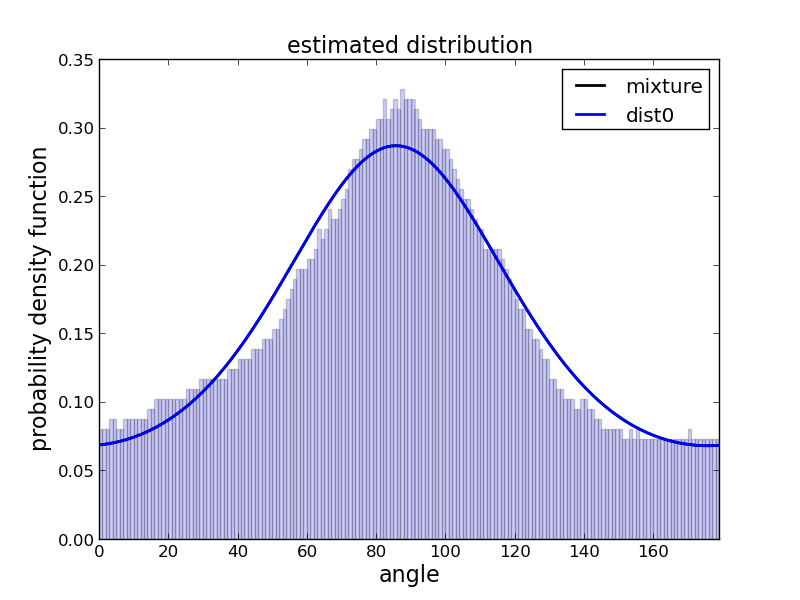 estimated distribution
0.35
0.30
0.25
0.20
0.15
0.10
0.05
0.00
probability density function
mixture
dist0
0 20 40 60 80 100 120 140 160
angle